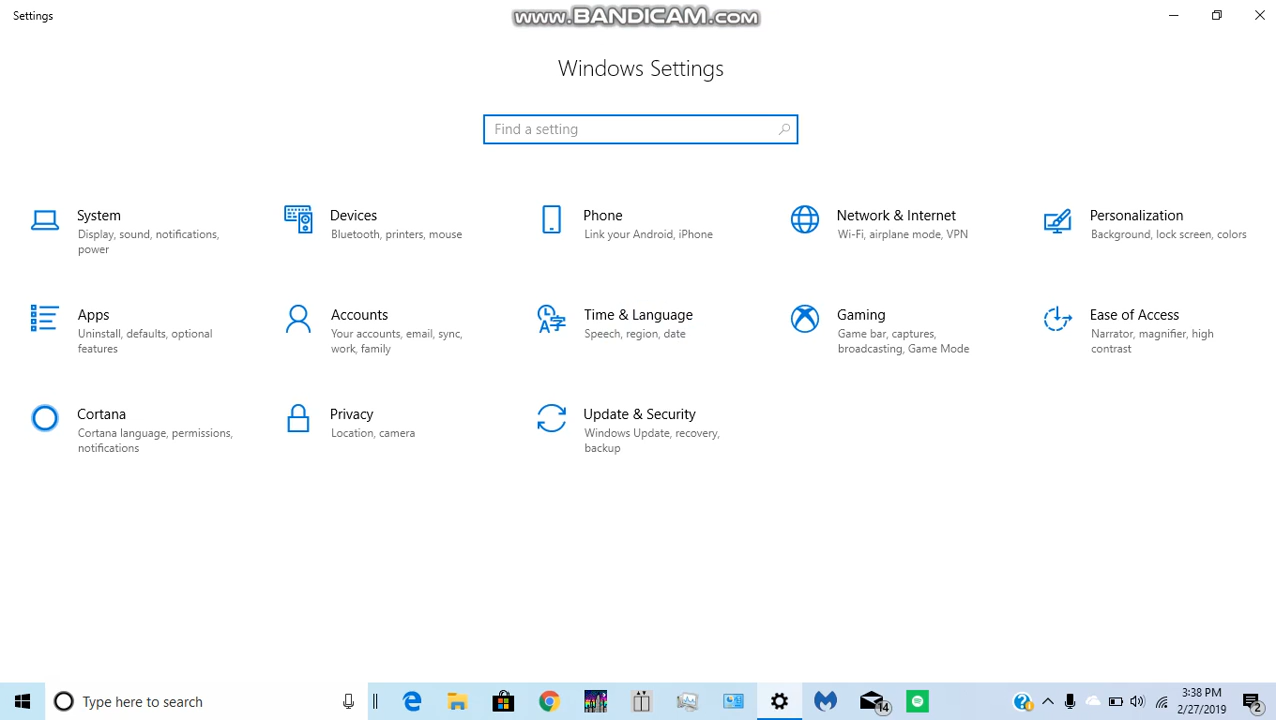 Settings
www.BANDICAM.com
Windows Settings
Find a setting
System
Display, sound, notifications,
power
Devices
Bluetooth, printers, mouse
Phone
Link your Android, iPhone
Network & Internet
Wi-Fi, airplane mode, VPN
Personalization
Background, lock screen, colors
Apps
Uninstall, defaults, optional
features
Accounts
Your accounts, email, sync,
work, family
Time & Language
Speech, region, date
Gaming
Game bar, captures,
broadcasting, Game Mode
Ease of Access
Narrator, magnifier, high
contrast
Cortana
Cortana language, permissions,
notifications
Privacy
Location, camera
Update & Security
Windows Update, recovery,
backup
Type here to search
14
3:38 PM
2/27/2019
2